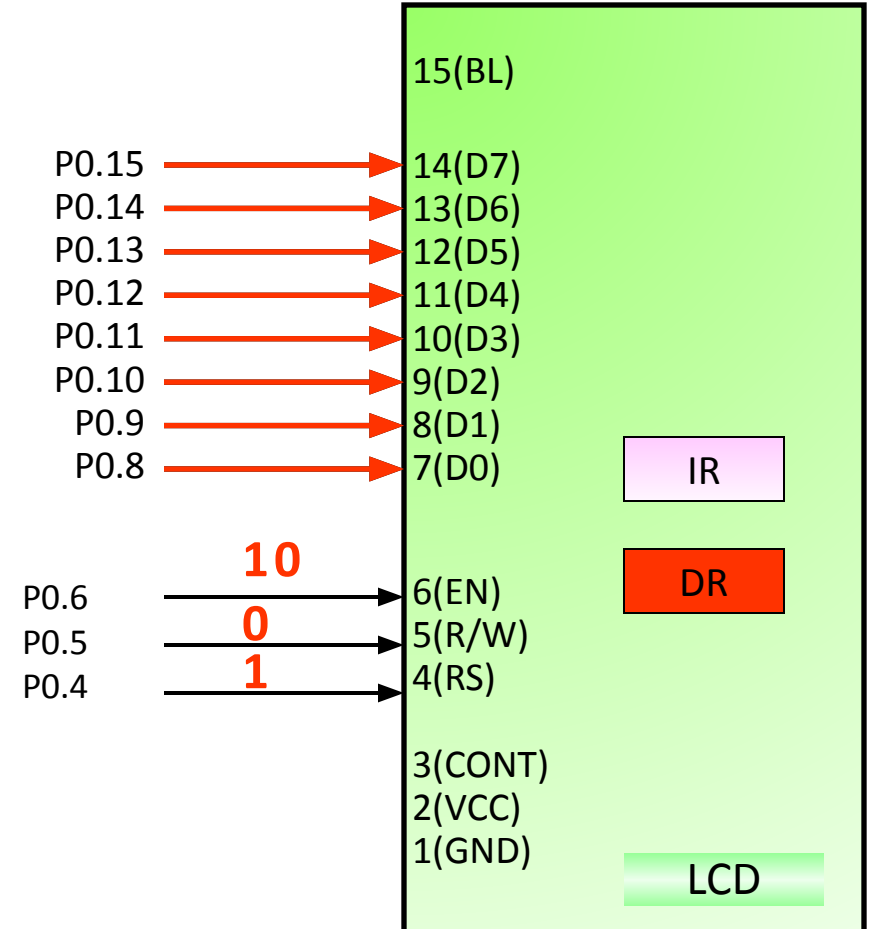 15(BL)
P0.15 14(D7)
P0.14 13(D6)
P0.13 12(D5)
P0.12 11(D4)
P0.11 10(D3)
P0.10 9(D2)
P0.9 8(D1)
P0.8 7(D0)
IR
DR
P0.6 10 6(EN)
P0.5 0 5(R/W)
P0.4 1 4(RS)
3(CONT)
2(VCC)
1(GND)
LCD